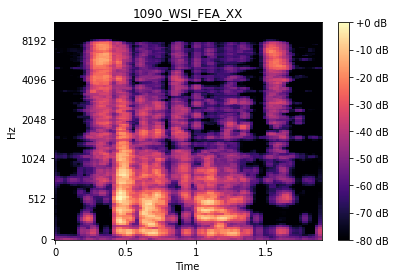 1090_WSI_FEA_XX
+0 dB
8192
-10 dB
4096
-20 dB
-30 dB
2048
Hz
-40 dB
1024
-50 dB
512
-60 dB
-70 dB
0
-80 dB
0
0.5
1
1.5
Time